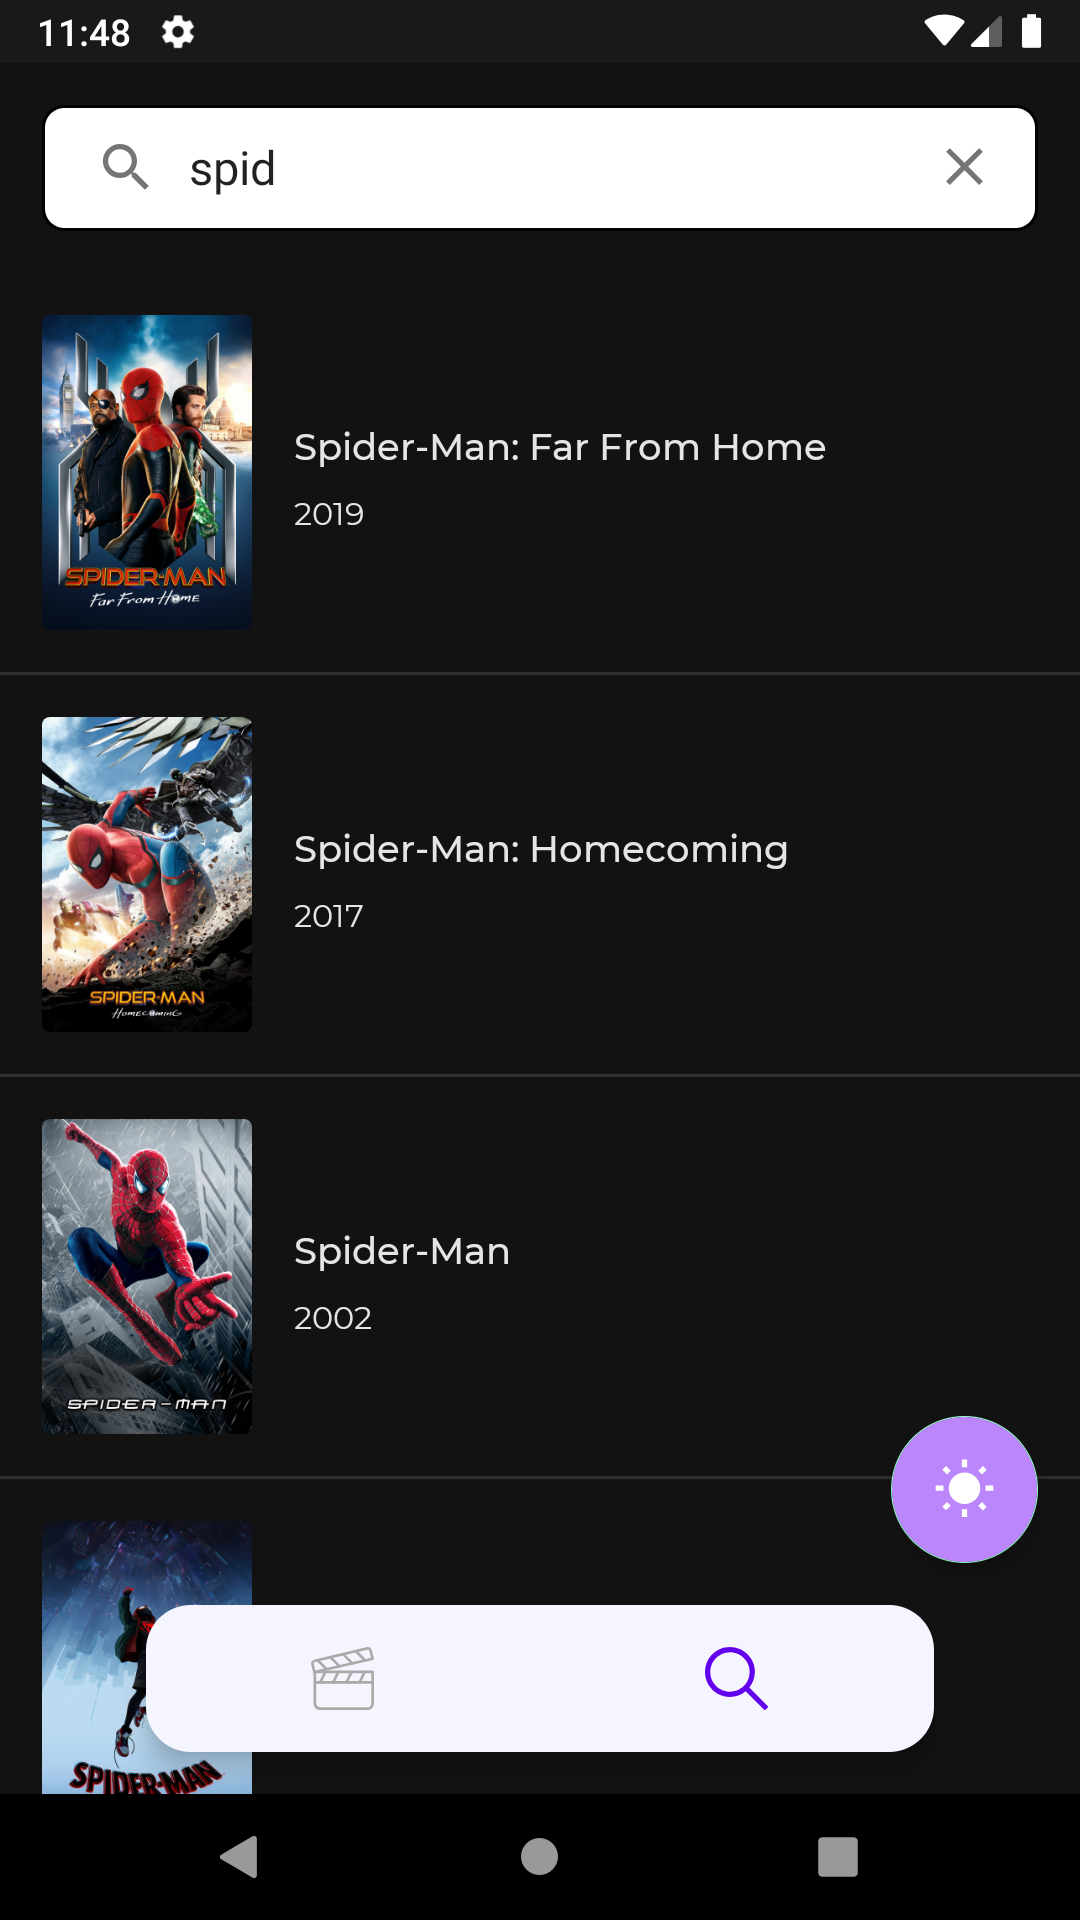 11:48
spid
SPIDER-MAN
Far From Home
Spider-Man: Far From Home
2019
SPIDER-MAN
Homecoming
Spider-Man: Homecoming
2017
SPIDER-MAN
Spider-Man
2002
SPIDER-MAN